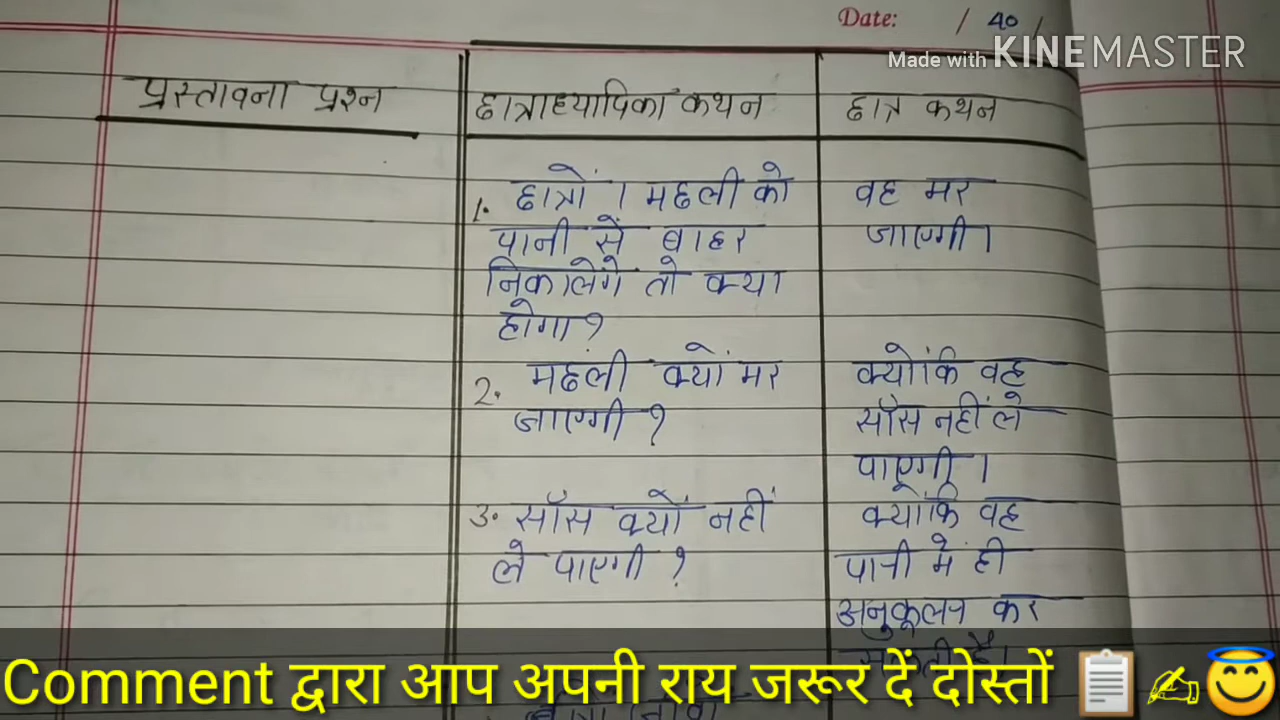 Date: / 40 /
Made with KINEMASTER
प्रस्तावना प्रश्न
छात्राध्यापिका कथन
छात्र कथन
1. छात्रों । मछली को
पानी से बाहर
निकालेंगे तो क्या
होगा ?
वह मर
जाएगी ।
2. मछली क्यों मर
जाएगी ?
क्योंकि वह
साँस नहीं ले
पाएगी ।
3. साँस क्यों नहीं
ले पाएगी ?
क्योंकि वह
पानी में ही
अनुकूलन कर
सकती है ।
Comment द्वारा आप अपनी राय जरूर दें दोस्तों 📋✍️😇